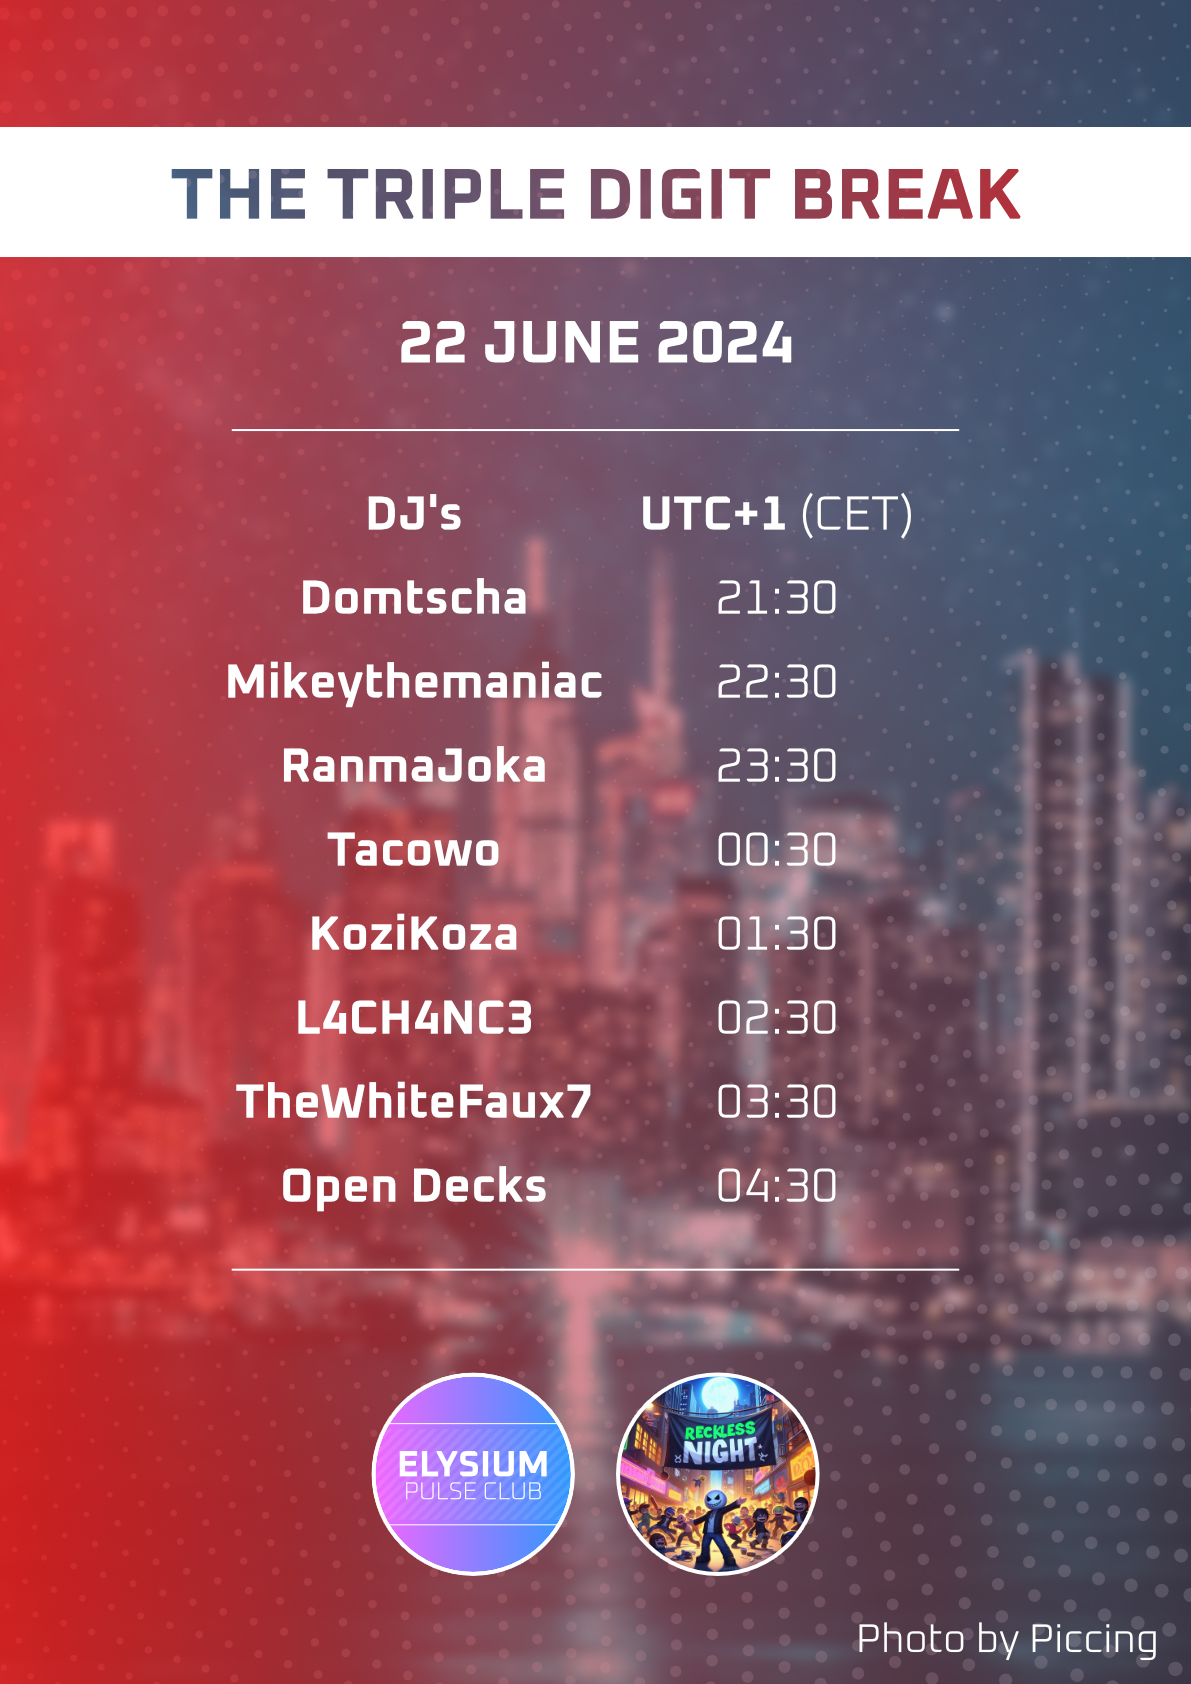 THE TRIPLE DIGIT BREAK
22 JUNE 2024
DJ's UTC+1 (CET)
Domtscha 21:30
Mikeythemaniac 22:30
RanmaJoka 23:30
Tacowo 00:30
KoziKoza 01:30
L4CH4NC3 02:30
TheWhiteFaux7 03:30
Open Decks 04:30
ELYSIUM
PULSE CLUB
RECKLESS
NIGHT
Photo by Piccing